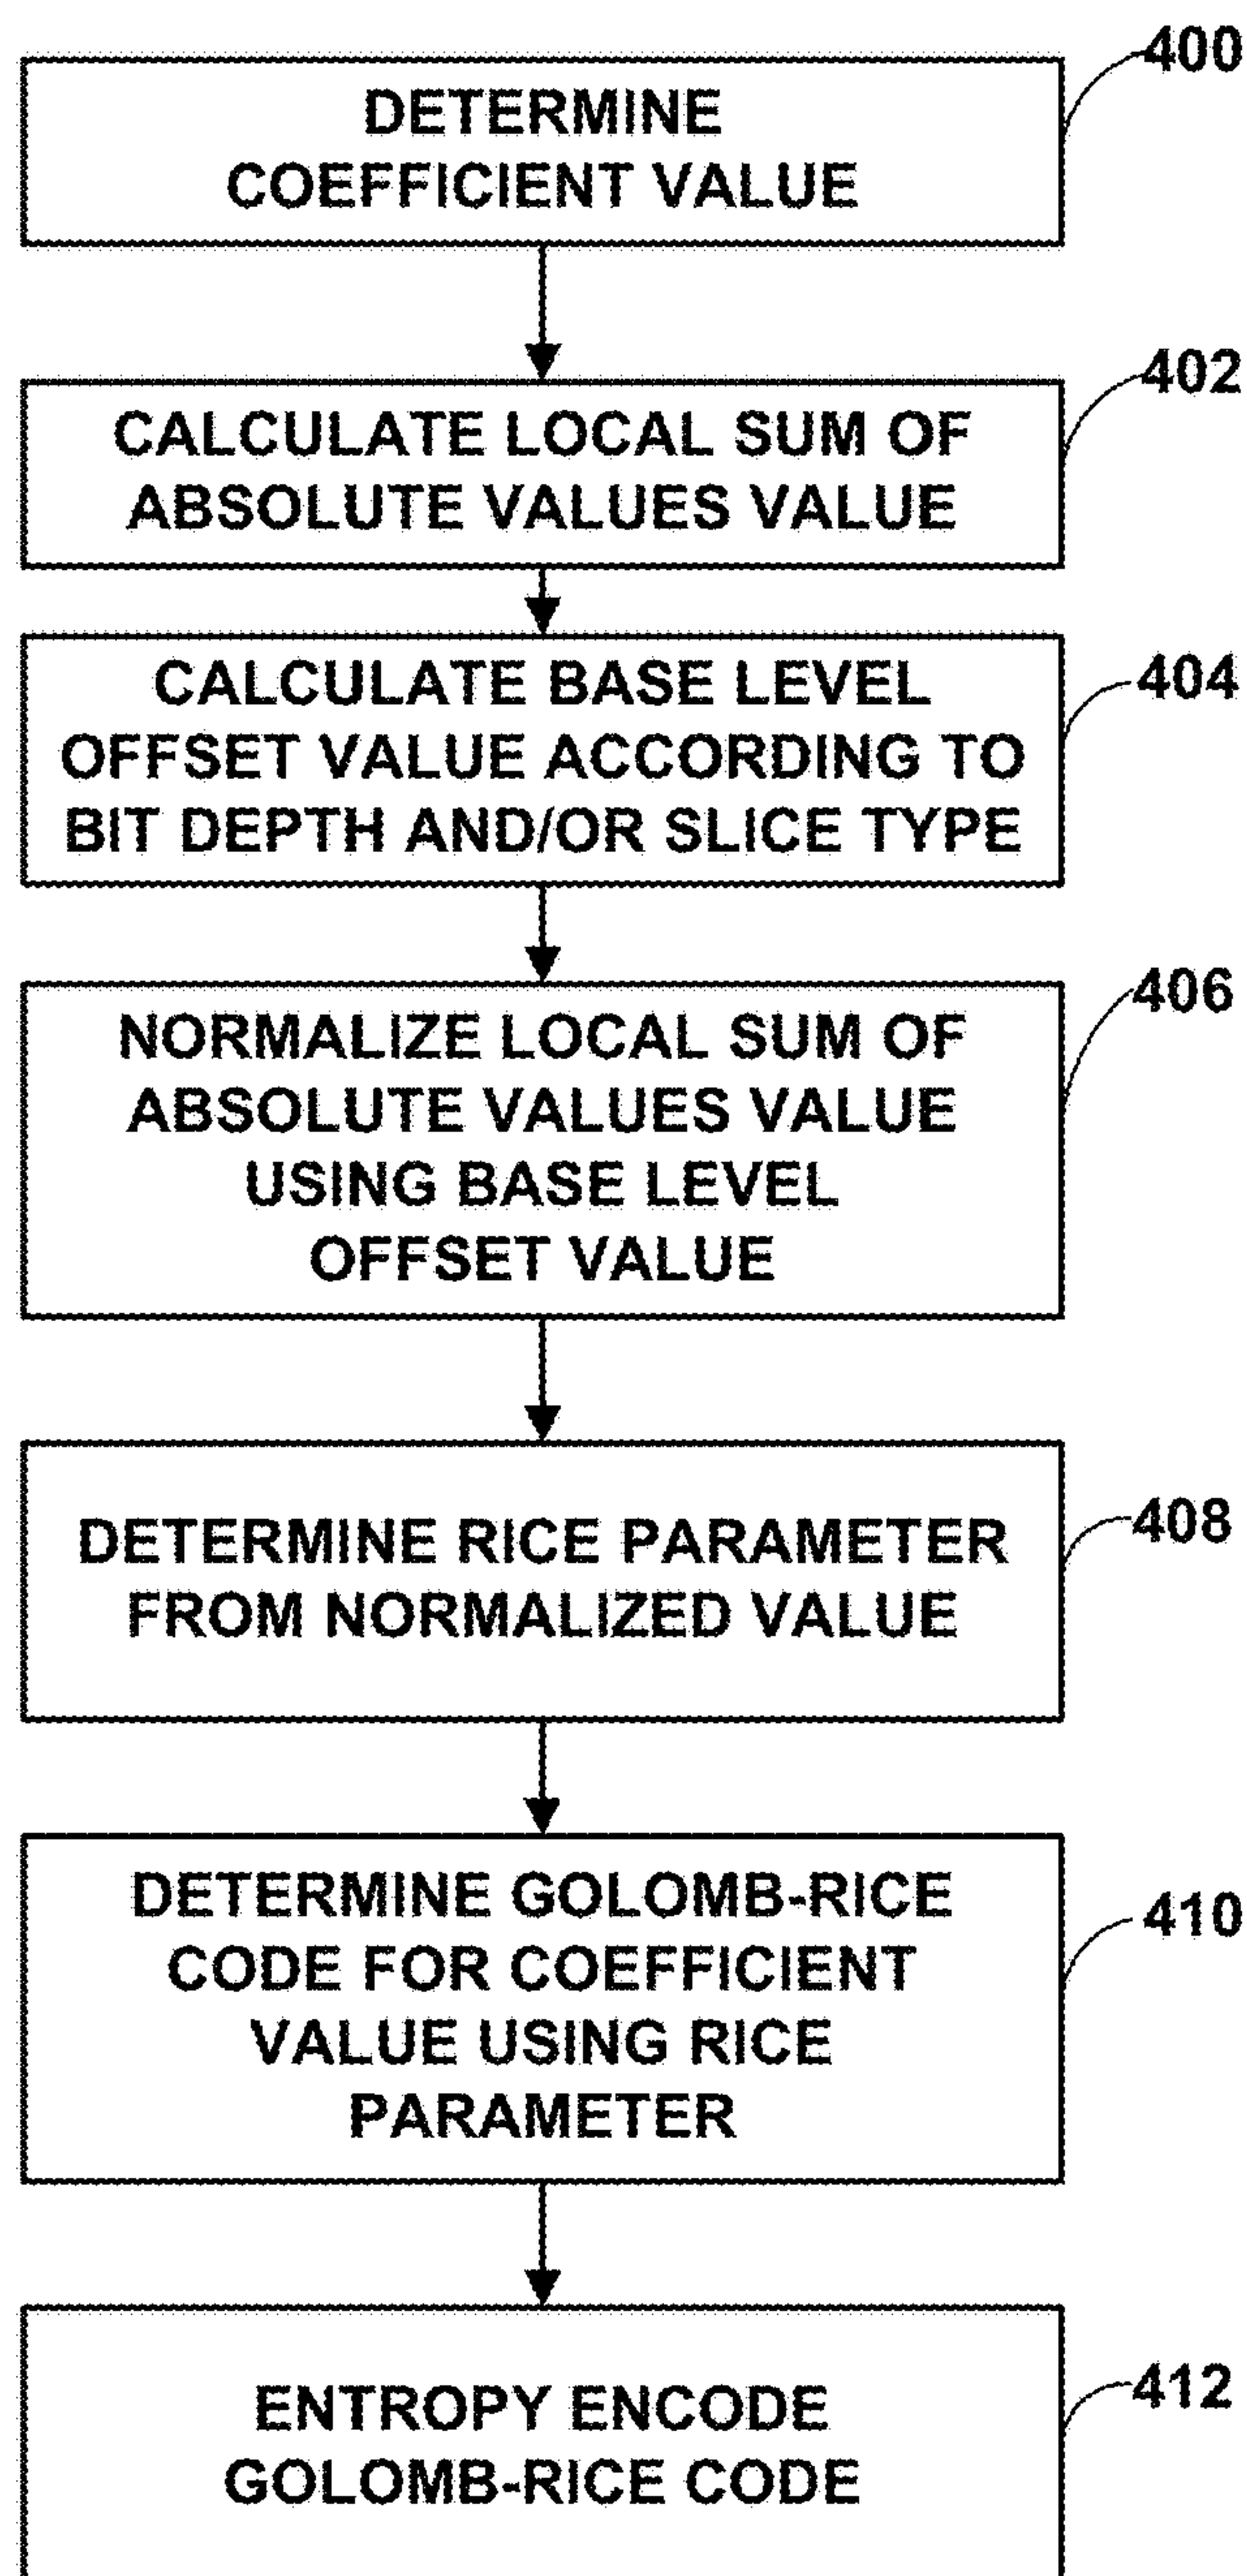 400
DETERMINE
COEFFICIENT VALUE
402
CALCULATE LOCAL SUM OF
ABSOLUTE VALUES VALUE
404
CALCULATE BASE LEVEL
OFFSET VALUE ACCORDING TO
BIT DEPTH AND/OR SLICE TYPE
406
NORMALIZE LOCAL SUM OF
ABSOLUTE VALUES VALUE
USING BASE LEVEL
OFFSET VALUE
408
DETERMINE RICE PARAMETER
FROM NORMALIZED VALUE
410
DETERMINE GOLOMB-RICE
CODE FOR COEFFICIENT
VALUE USING RICE
PARAMETER
412
ENTROPY ENCODE
GOLOMB-RICE CODE